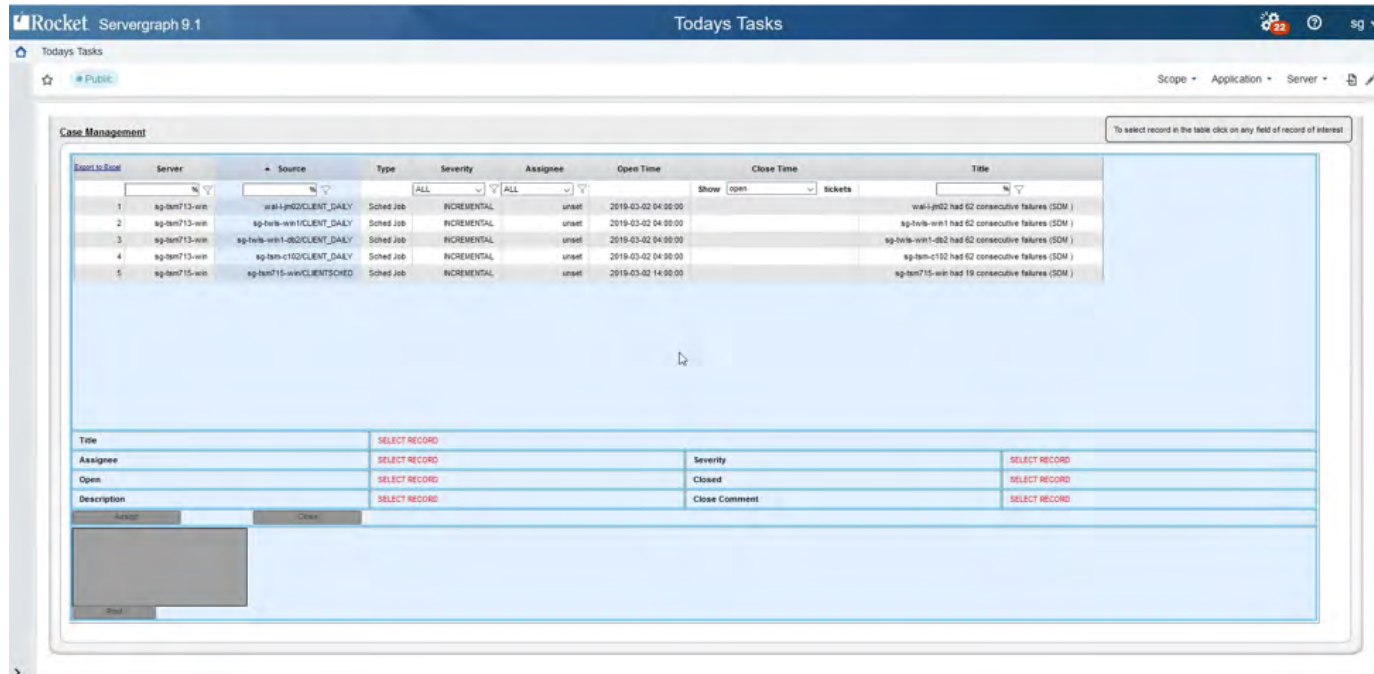 Rocket. Servergraph 9.1
Todays Tasks
22
sg
Todays Tasks
Public
Scope
Application
Server
Case Management
To select record in the table click on any field of record of interest
Export to Excel Server Source Type Severity Assignee Open Time Close Time Title
% % ALL ALL Show open tickets %
1 sg-tsm713-win wal-l-jm02/CLIENT_DAILY Sched Job INCREMENTAL unset 2019-03-02 04:00:00 wal-l-jm02 had 62 consecutive failures (SDM )
2 sg-tsm713-win sg-twts-win1/CLIENT_DAILY Sched Job INCREMENTAL unset 2019-03-02 04:00:00 sg-twts-win1 had 62 consecutive failures (SDM )
3 sg-tsm713-win sg-twts-win1-db2/CLIENT_DAILY Sched Job INCREMENTAL unset 2019-03-02 04:00:00 sg-twts-win1-db2 had 62 consecutive failures (SDM )
4 sg-tsm713-win sg-tsm-c102/CLIENT_DAILY Sched Job INCREMENTAL unset 2019-03-02 04:00:00 sg-tsm-c102 had 62 consecutive failures (SDM )
5 sg-tsm715-win sg-tsm715-win/CLIENTSCHED Sched Job INCREMENTAL unset 2019-03-02 14:00:00 sg-tsm715-win had 19 consecutive failures (SDM )
Title SELECT RECORD
Assignee SELECT RECORD Severity SELECT RECORD
Open SELECT RECORD Closed SELECT RECORD
Description SELECT RECORD Close Comment SELECT RECORD
Assign Close
Post